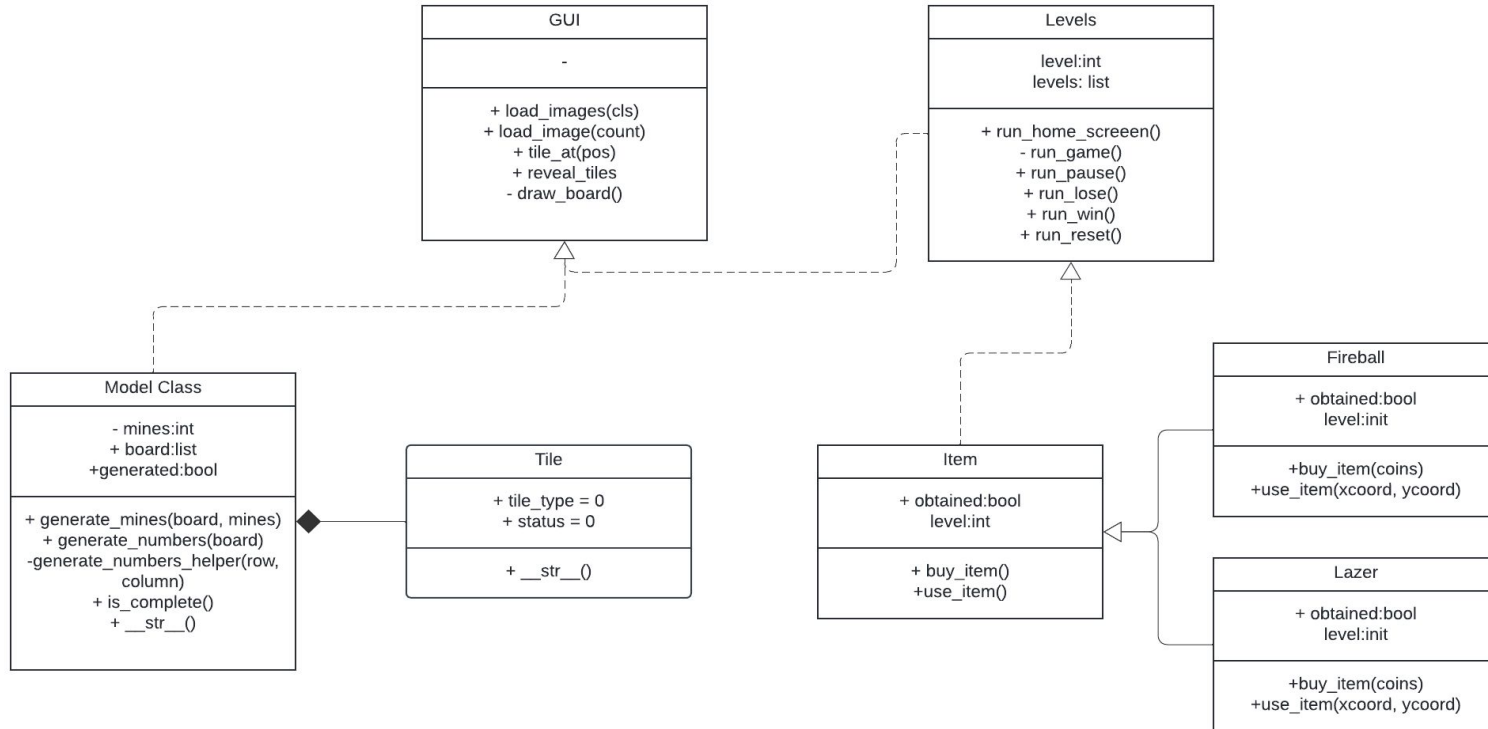 GUI
-
+ load_images(cls)
+ load_image(count)
+ tile_at(pos)
+ reveal_tiles
- draw_board()
Levels
level:int
levels: list
+ run_home_screeen()
- run_game()
+ run_pause()
+ run_lose()
+ run_win()
+ run_reset()
Model Class
- mines:int
+ board:list
+generated:bool
+ generate_mines(board, mines)
+ generate_numbers(board)
-generate_numbers_helper(row,
column)
+ is_complete()
+ __str__()
Tile
+ tile_type = 0
+ status = 0
+ __str__()
Item
+ obtained:bool
level:int
+ buy_item()
+use_item()
Fireball
+ obtained:bool
level:init
+buy_item(coins)
+use_item(xcoord, ycoord)
Lazer
+ obtained:bool
level:init
+buy_item(coins)
+use_item(xcoord, ycoord)